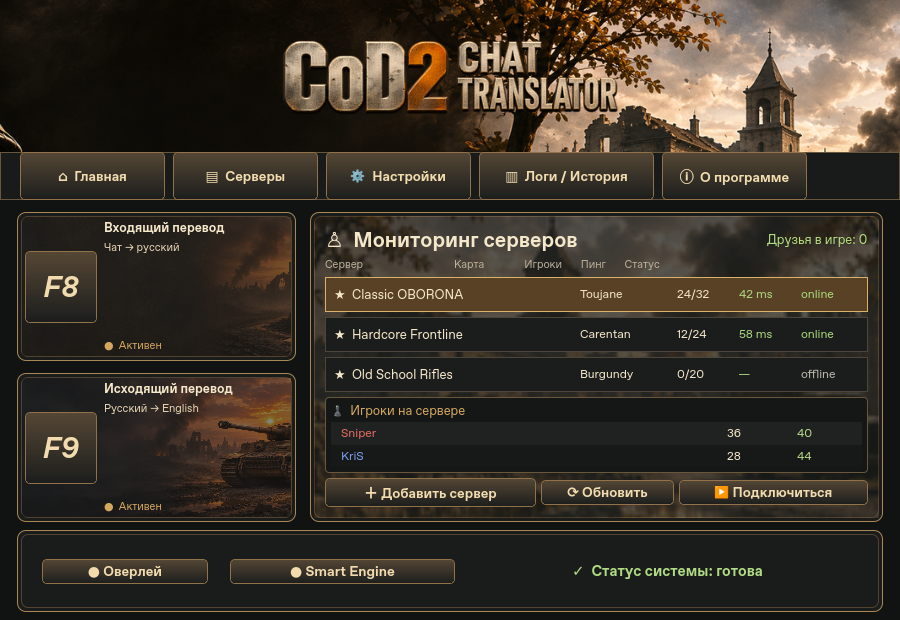 CoD2 CHAT TRANSLATOR
Главная Серверы Настройки Логи / История О программе
Входящий перевод
Чат → русский
F8
Активен
Исходящий перевод
Русский → English
F9
Активен
Мониторинг серверов Друзья в игре: 0
Сервер Карта Игроки Пинг Статус
★ Classic OBORONA Toujane 24/32 42 ms online
★ Hardcore Frontline Carentan 12/24 58 ms online
★ Old School Rifles Burgundy 0/20 — offline
Игроки на сервере
Sniper 36 40
KriS 28 44
+ Добавить сервер ⟳ Обновить ▶ Подключиться
● Оверлей ● Smart Engine ✓ Статус системы: готова